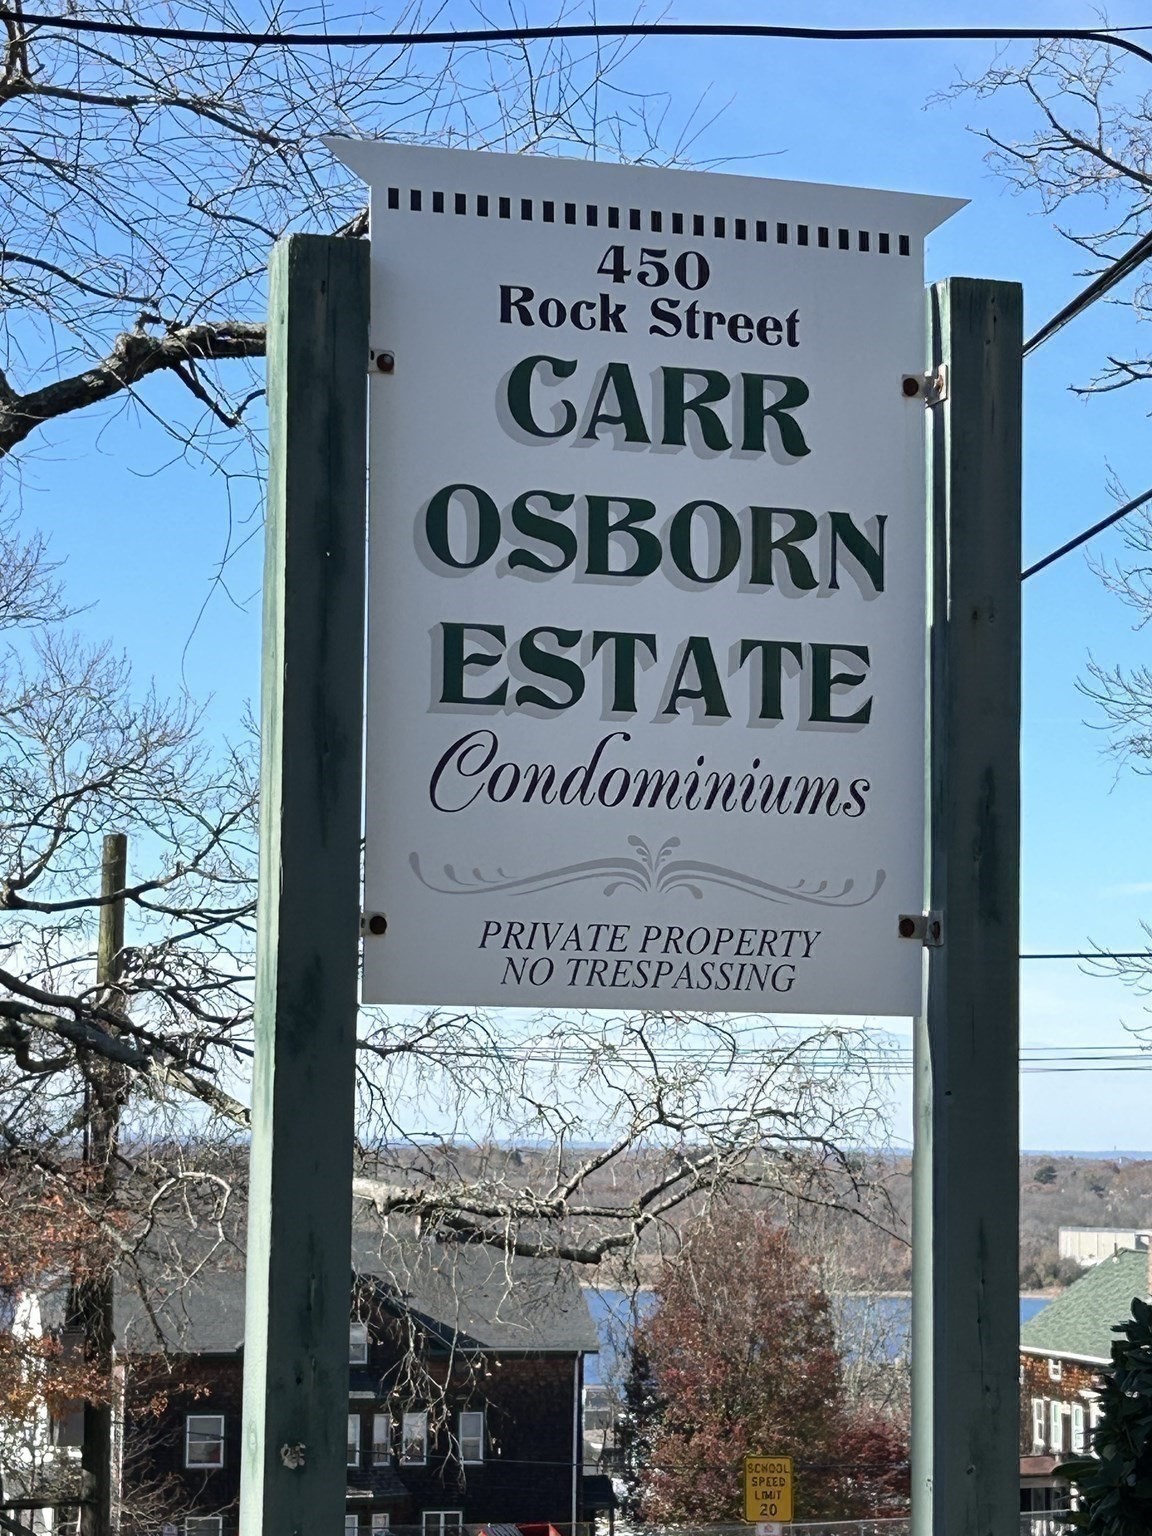 450
Rock Street
CARR
OSBORN
ESTATE
Condominiums
PRIVATE PROPERTY
NO TRESPASSING
SCHOOL
SPEED
LIMIT
20